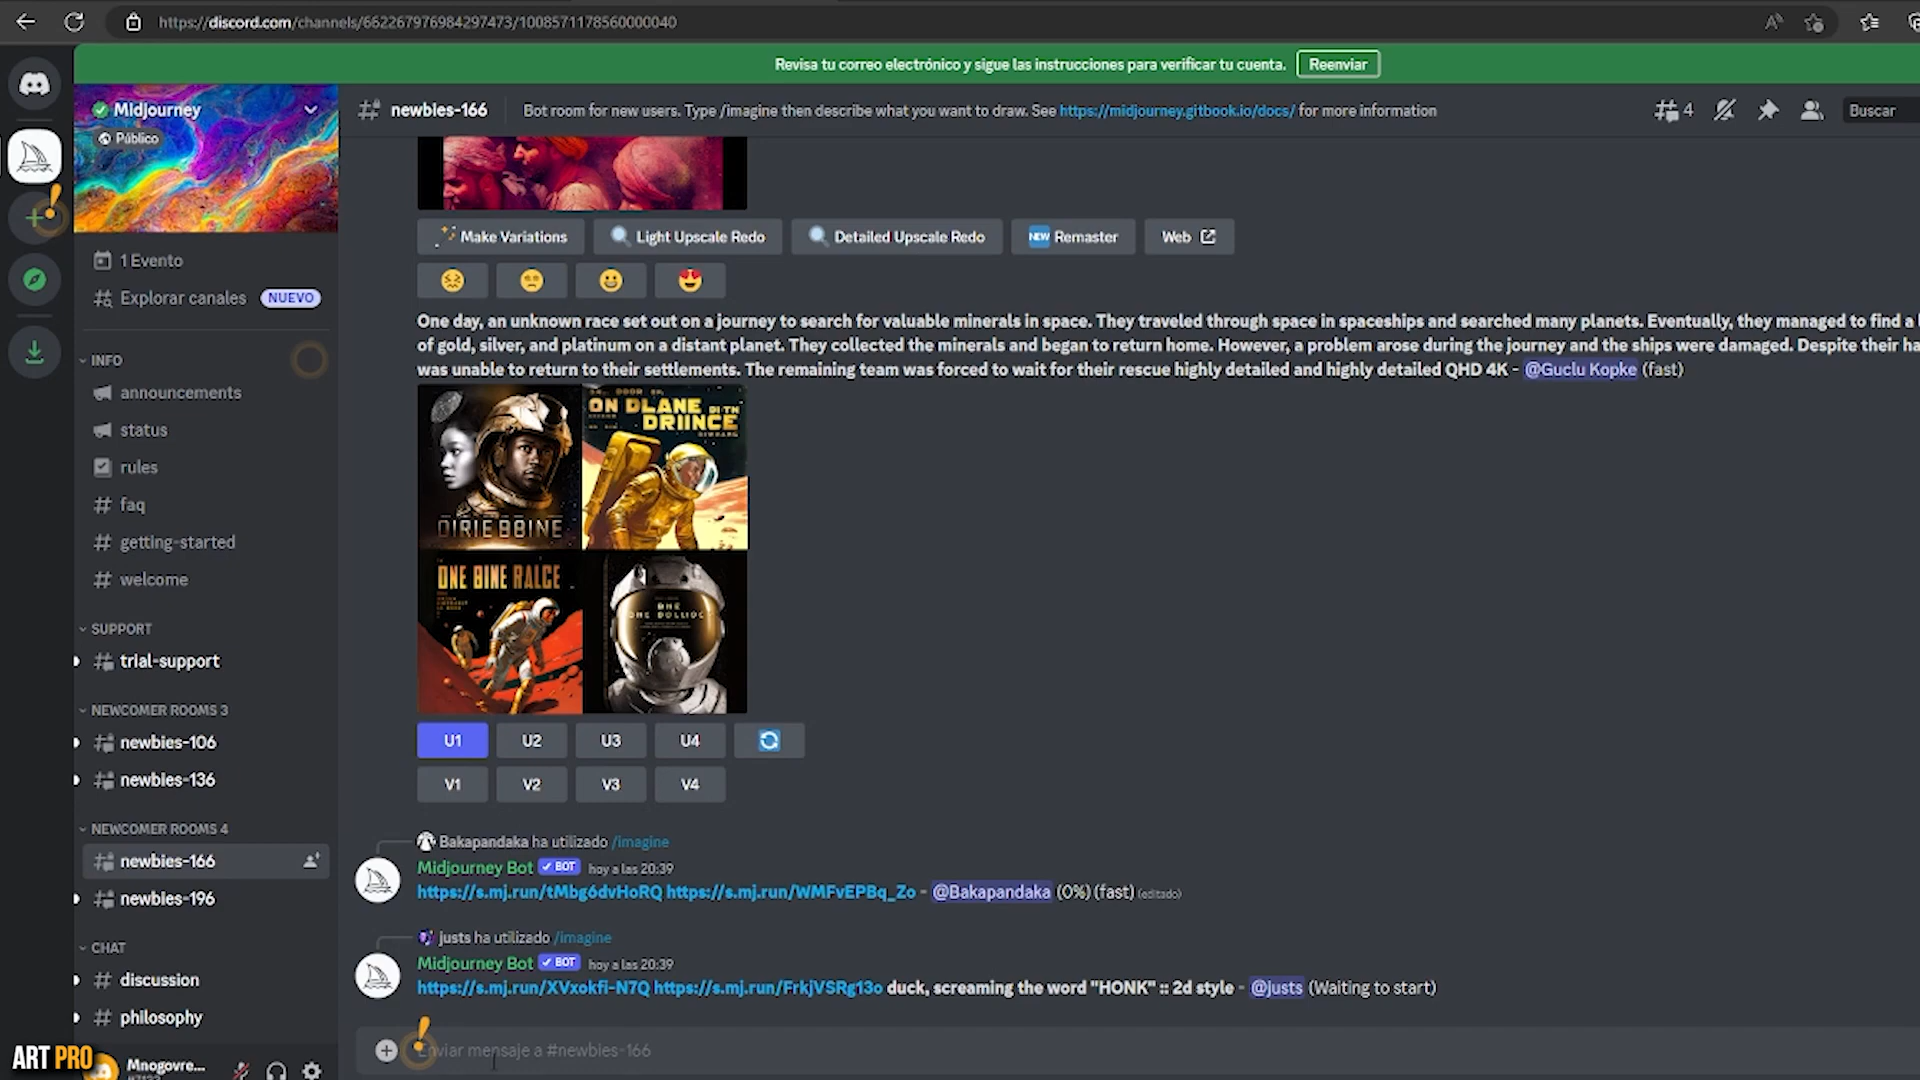 https://discord.com/channels/662267976984297473/1008571178560000040
Revisa tu correo electrónico y sigue las instrucciones para verificar tu cuenta.
Reenviar
Midjourney
Público
1 Evento
Explorar canales
NUEVO
INFO
announcements
status
rules
faq
getting-started
welcome
SUPPORT
trial-support
NEWCOMER ROOMS 3
newbies-106
newbies-136
NEWCOMER ROOMS 4
newbies-166
newbies-196
CHAT
discussion
philosophy
ART PRO
Mnogovre...
newbies-166
Bot room for new users. Type /imagine then describe what you want to draw. See https://midjourney.gitbook.io/docs/ for more information
4
Buscar
Make Variations
Light Upscale Redo
Detailed Upscale Redo
NEW Remaster
Web
One day, an unknown race set out on a journey to search for valuable minerals in space. They traveled through space in spaceships and searched many planets. Eventually, they managed to find a
of gold, silver, and platinum on a distant planet. They collected the minerals and began to return home. However, a problem arose during the journey and the ships were damaged. Despite their
was unable to return to their settlements. The remaining team was forced to wait for their rescue highly detailed and highly detailed QHD 4K - @Guclu Kopke (fast)
DIRIE BBINE
ON DLANE
DRIINCE
ONE BINE RALCE
U1
U2
U3
U4
V1
V2
V3
V4
Bakapandaka ha utilizado /imagine
Midjourney Bot ✓ BOT hoy a las 20:39
https://s.mj.run/tMbg6dvHoRQ https://s.mj.run/WMFvEPBq_Zo - @Bakapandaka (0%) (fast) (editado)
justs ha utilizado /imagine
Midjourney Bot ✓ BOT hoy a las 20:39
https://s.mj.run/XVxokfi-N7Q https://s.mj.run/FrkjVSRg13o duck, screaming the word "HONK" :: 2d style - @justs (Waiting to start)
Enviar mensaje a #newbies-166